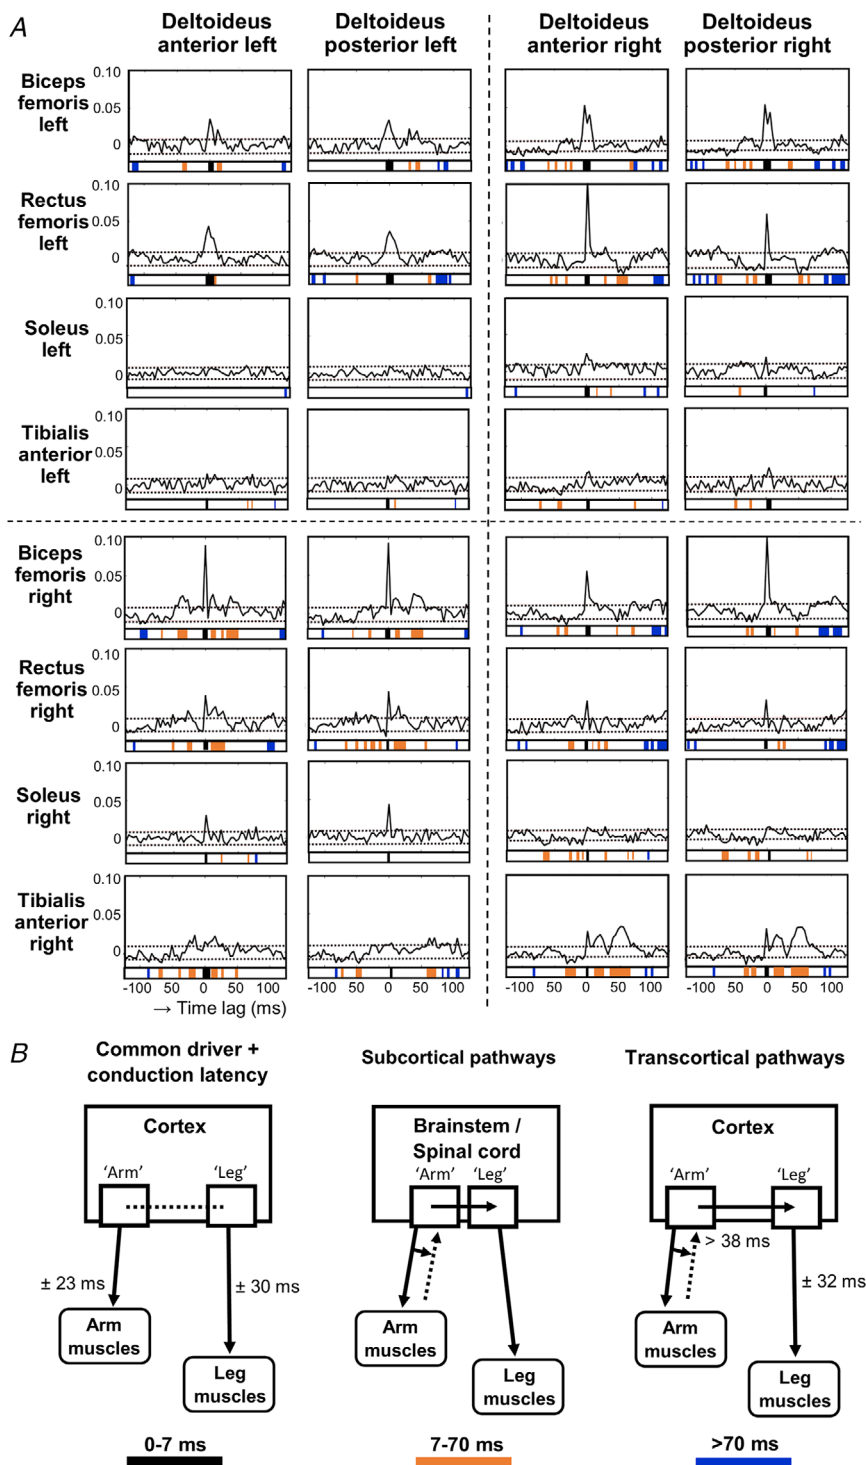 A
Deltoideus
anterior left
Deltoideus
posterior left
Deltoideus
anterior right
Deltoideus
posterior right
Biceps
femoris
left
0.10
0.05
0
Rectus
femoris
left
0.10
0.05
0
Soleus
left
0.10
0.05
0
Tibialis
anterior
left
0.10
0.05
0
Biceps
femoris
right
0.10
0.05
0
Rectus
femoris
right
0.10
0.05
0
Soleus
right
0.10
0.05
0
Tibialis
anterior
right
0.10
0.05
0
-100 -50 0 50 100
-100 -50 0 50 100
-100 -50 0 50 100
-100 -50 0 50 100
→ Time lag (ms)
B
Common driver +
conduction latency
Cortex
'Arm' 'Leg'
± 23 ms
± 30 ms
Arm
muscles
Leg
muscles
0-7 ms
Subcortical pathways
Brainstem /
Spinal cord
'Arm' 'Leg'
Arm
muscles
Leg
muscles
7-70 ms
Transcortical pathways
Cortex
'Arm' 'Leg'
> 38 ms
± 32 ms
Arm
muscles
Leg
muscles
>70 ms